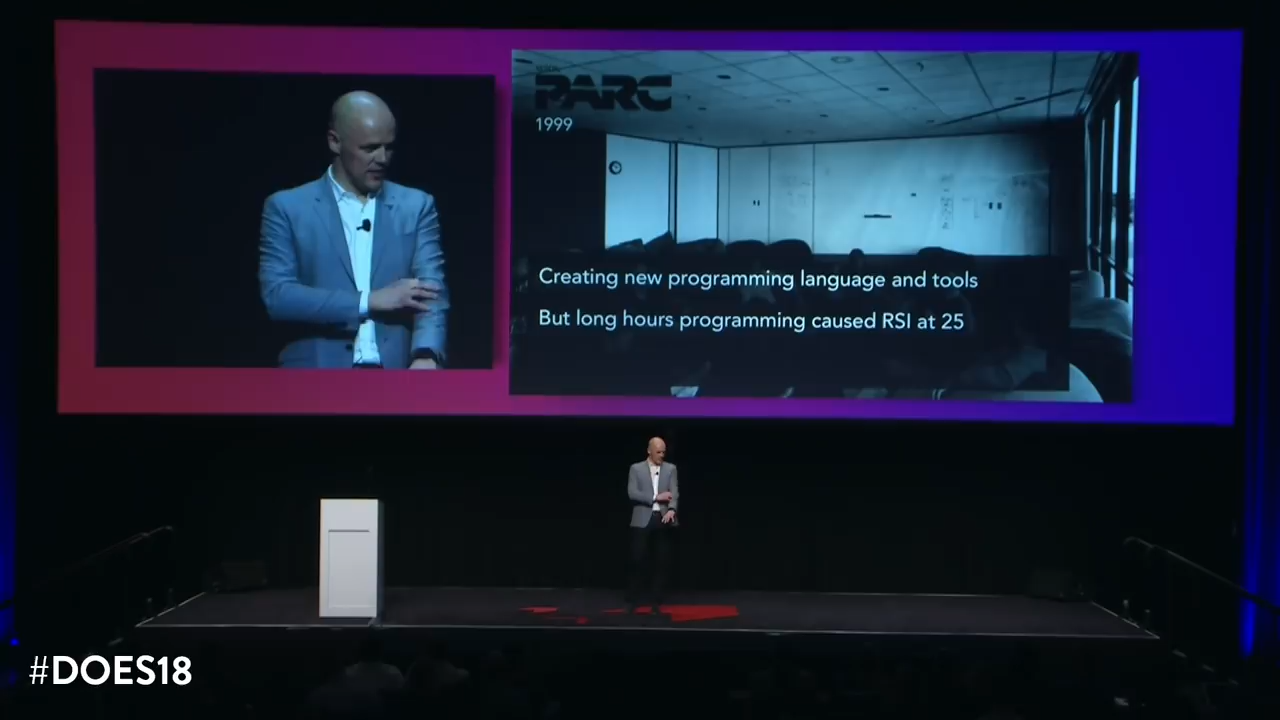 PARC
1999
Creating new programming language and tools
But long hours programming caused RSI at 25
#DOES18